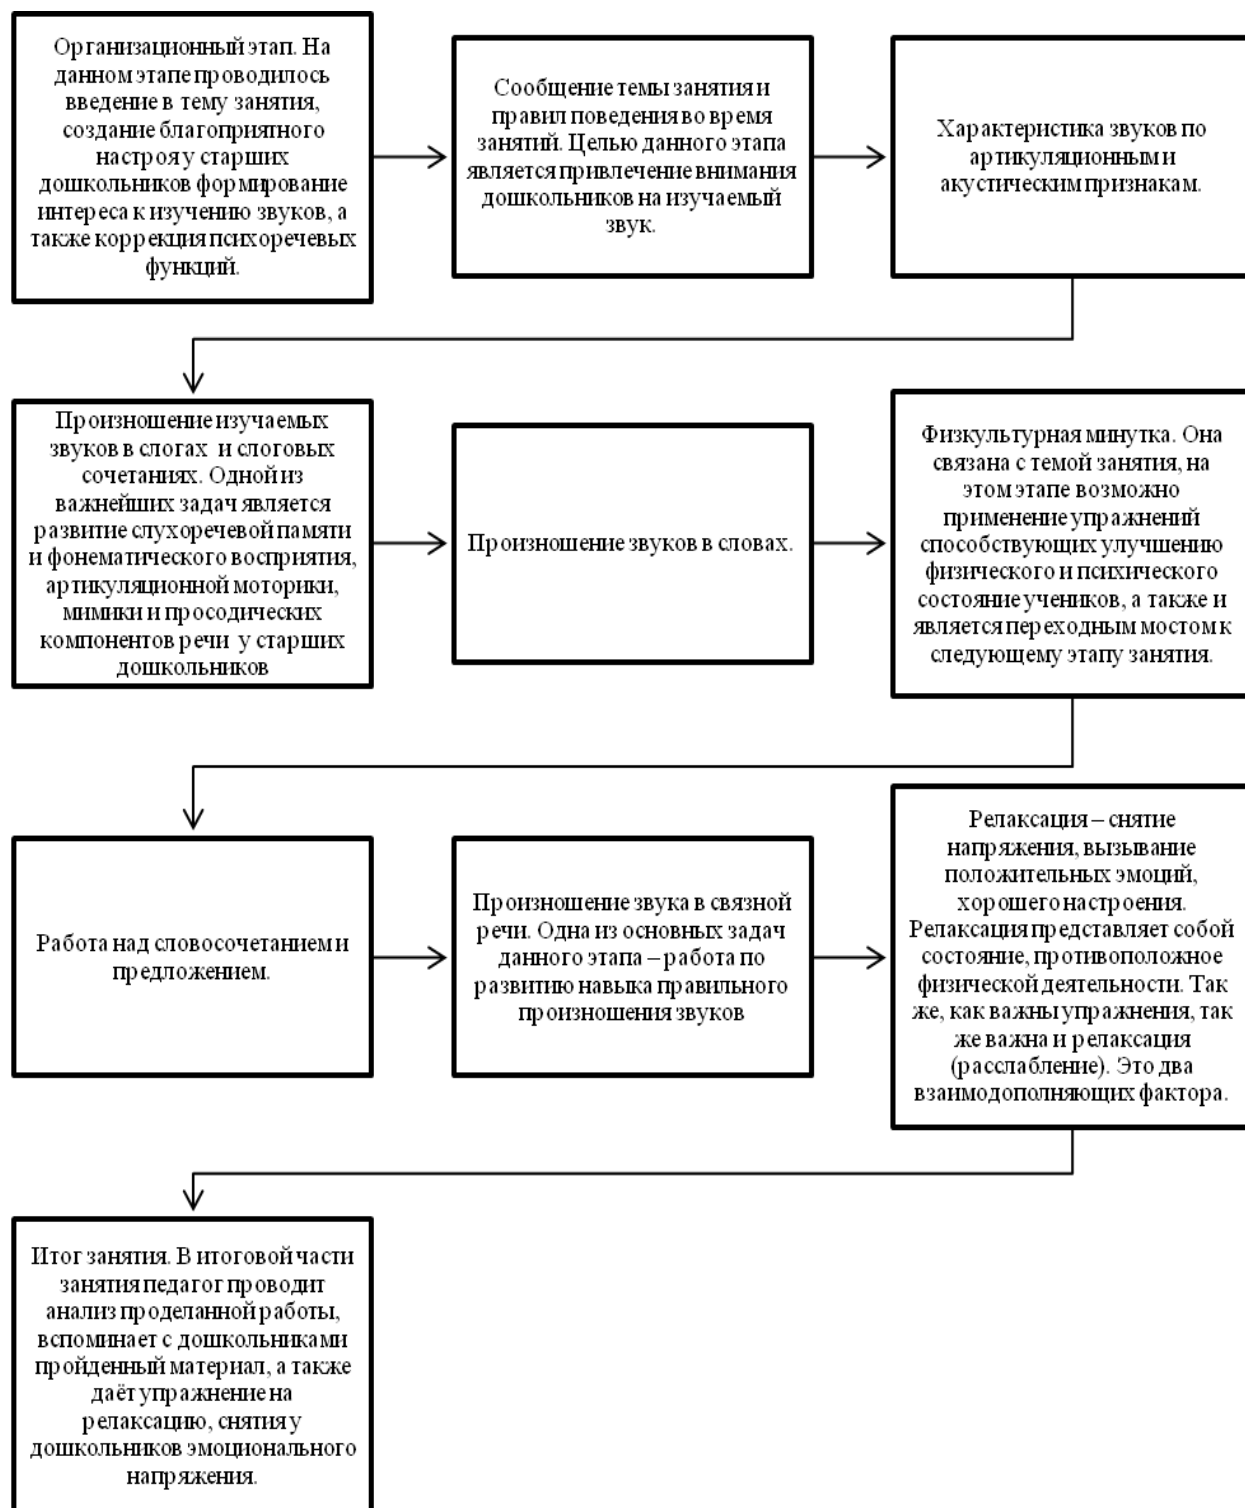 Организационный этап. На
данном этапе проводилось
введение в тему занятия,
создание благоприятного
настроя у старших
дошкольников формирование
интереса к изучению звуков, а
также коррекция психоречевых
функций.
Сообщение темы занятия и
правил поведения во время
занятий. Целью данного этапа
является привлечение внимания
дошкольников на изучаемый
звук.
Характеристика звуков по
артикуляционным и
акустическим признакам.
Произношение изучаемых
звуков в слогах и слоговых
сочетаниях. Одной из
важнейших задач является
развитие слухоречевой памяти
и фонематического восприятия,
артикуляционной моторики,
мимики и просодических
компонентов речи у старших
дошкольников
Произношение звуков в словах.
Физкультурная минутка. Она
связана с темой занятия, на
этом этапе возможно
применение упражнений
способствующих улучшению
физического и психического
состояние учеников, а также и
является переходным мостом к
следующему этапу занятия.
Работа над словосочетанием и
предложением.
Произношение звука в связной
речи. Одна из основных задач
данного этапа – работа по
развитию навыка правильного
произношения звуков
Релаксация – снятие
напряжения, вызывание
положительных эмоций,
хорошего настроения.
Релаксация представляет собой
состояние, противоположное
физической деятельности. Так
же, как важны упражнения, так
же важна и релаксация
(расслабление). Это два
взаимодополняющих фактора.
Итог занятия. В итоговой части
занятия педагог проводит
анализ проделанной работы,
вспоминает с дошкольниками
пройденный материал, а также
даёт упражнение на
релаксацию, снятия у
дошкольников эмоционального
напряжения.